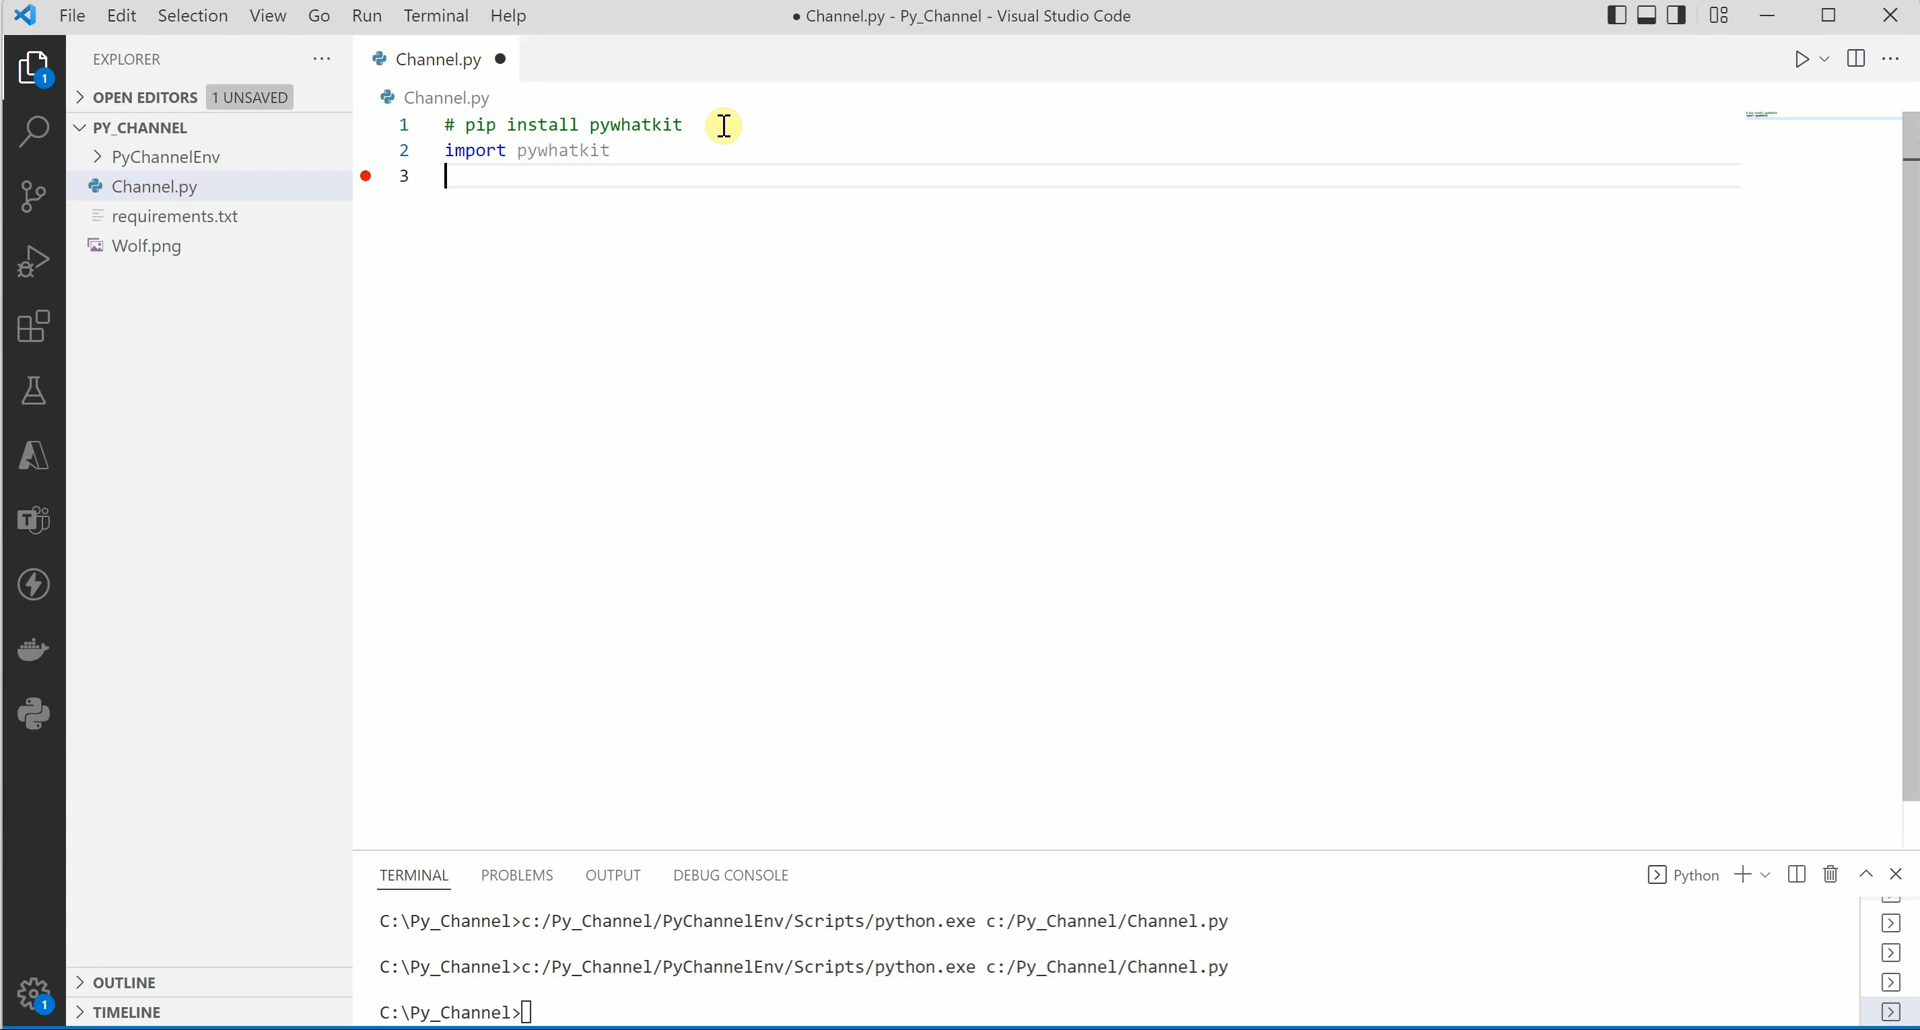 File Edit Selection View Go Run Terminal Help
● Channel.py - Py_Channel - Visual Studio Code
EXPLORER
OPEN EDITORS 1 UNSAVED
PY_CHANNEL
PyChannelEnv
Channel.py
requirements.txt
Wolf.png
OUTLINE
TIMELINE
1
1
Channel.py
Channel.py
1 # pip install pywhatkit
2 import pywhatkit
3
TERMINAL PROBLEMS OUTPUT DEBUG CONSOLE
Python
C:\Py_Channel>c:/Py_Channel/PyChannelEnv/Scripts/python.exe c:/Py_Channel/Channel.py
C:\Py_Channel>c:/Py_Channel/PyChannelEnv/Scripts/python.exe c:/Py_Channel/Channel.py
C:\Py_Channel>